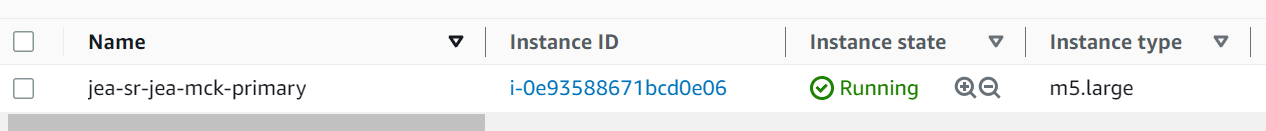 Name Instance ID Instance state Instance type
jea-sr-jea-mck-primary i-0e93588671bcd0e06 Running m5.large